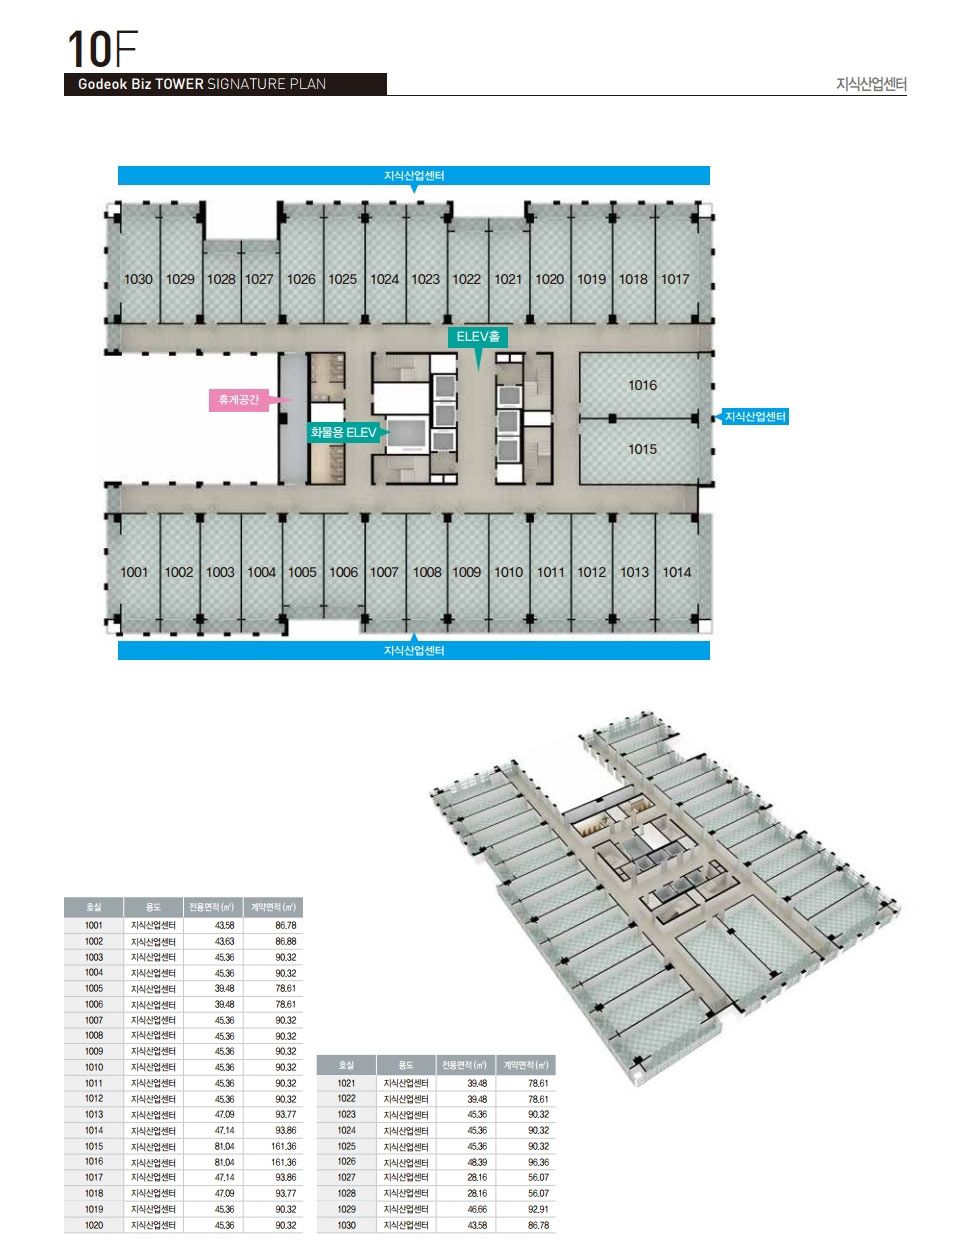 10F
Godeok Biz TOWER SIGNATURE PLAN
지식산업센터
지식산업센터
1030 1029 1028 1027 1026 1025 1024 1023 1022 1021 1020 1019 1018 1017
ELEV홀
1016
휴게공간
지식산업센터
화물용 ELEV
1015
1001 1002 1003 1004 1005 1006 1007 1008 1009 1010 1011 1012 1013 1014
지식산업센터
호실 용도 전용면적 (㎡) 계약면적 (㎡)
1001 지식산업센터 43.58 86.78
1002 지식산업센터 43.63 86.88
1003 지식산업센터 45.36 90.32
1004 지식산업센터 45.36 90.32
1005 지식산업센터 39.48 78.61
1006 지식산업센터 39.48 78.61
1007 지식산업센터 45.36 90.32
1008 지식산업센터 45.36 90.32
1009 지식산업센터 45.36 90.32
1010 지식산업센터 45.36 90.32
1011 지식산업센터 45.36 90.32
1012 지식산업센터 45.36 90.32
1013 지식산업센터 47.09 93.77
1014 지식산업센터 47.14 93.86
1015 지식산업센터 81.04 161.36
1016 지식산업센터 81.04 161.36
1017 지식산업센터 47.14 93.86
1018 지식산업센터 47.09 93.77
1019 지식산업센터 45.36 90.32
1020 지식산업센터 45.36 90.32
호실 용도 전용면적 (㎡) 계약면적 (㎡)
1021 지식산업센터 39.48 78.61
1022 지식산업센터 39.48 78.61
1023 지식산업센터 45.36 90.32
1024 지식산업센터 45.36 90.32
1025 지식산업센터 45.36 90.32
1026 지식산업센터 48.39 96.36
1027 지식산업센터 28.16 56.07
1028 지식산업센터 28.16 56.07
1029 지식산업센터 46.66 92.91
1030 지식산업센터 43.58 86.78